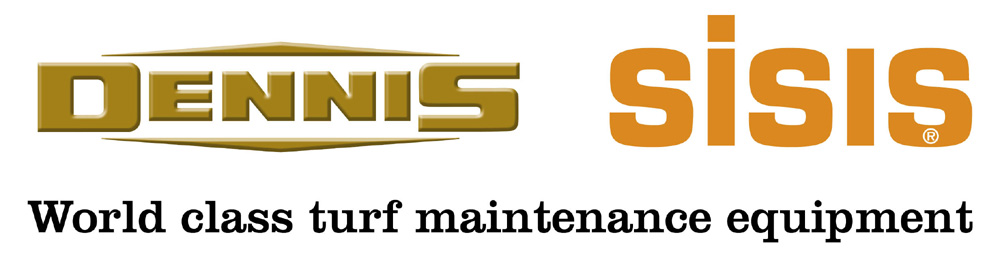 DENNIS SiSIS®
World class turf maintenance equipment